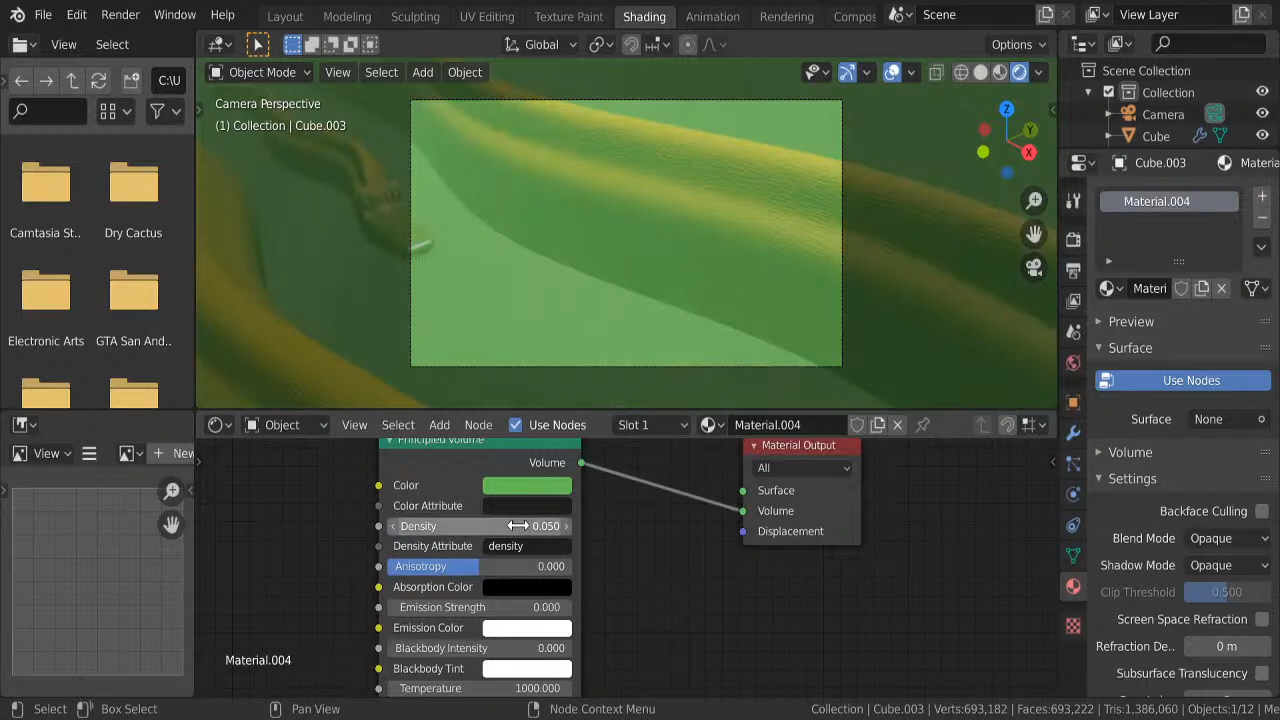 File Edit Render Window Help Layout Modeling Sculpting UV Editing Texture Paint Shading Animation Rendering Compos Scene View Layer
View Select Global Options
C:\U Object Mode View Select Add Object
Scene Collection
Collection
Camera
Cube
Camera Perspective
(1) Collection | Cube.003
Z
Y
X
Cube.003 Materia
Material.004
Camtasia St.. Dry Cactus
Materi
Preview
Surface
Use Nodes
Surface None
Electronic Arts GTA San And..
Object View Select Add Node Use Nodes Slot 1 Material.004
View New
Principled Volume
Volume
Color
Color Attribute
Density 0.050
Density Attribute density
Anisotropy 0.000
Absorption Color
Emission Strength 0.000
Emission Color
Blackbody Intensity 0.000
Blackbody Tint
Temperature 1000.000
Material Output
All
Surface
Volume
Displacement
Material.004
Volume
Settings
Backface Culling
Blend Mode Opaque
Shadow Mode Opaque
Clip Threshold 0.500
Screen Space Refraction
Refraction De.. 0 m
Subsurface Translucency
Select Box Select Pan View Node Context Menu Collection | Cube.003 | Verts:693,182 | Faces:693,222 | Tris:1,386,060 | Objects:1/12 | Me